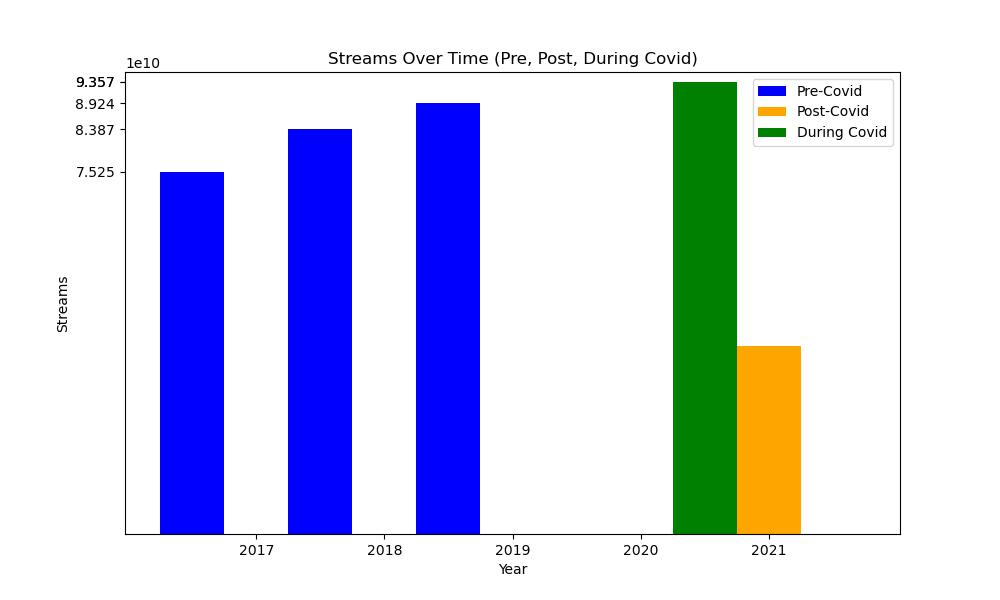 Streams Over Time (Pre, Post, During Covid)
1e10
9.357
8.924
8.387
7.525
Streams
Pre-Covid
Post-Covid
During Covid
2017 2018 2019 2020 2021
Year